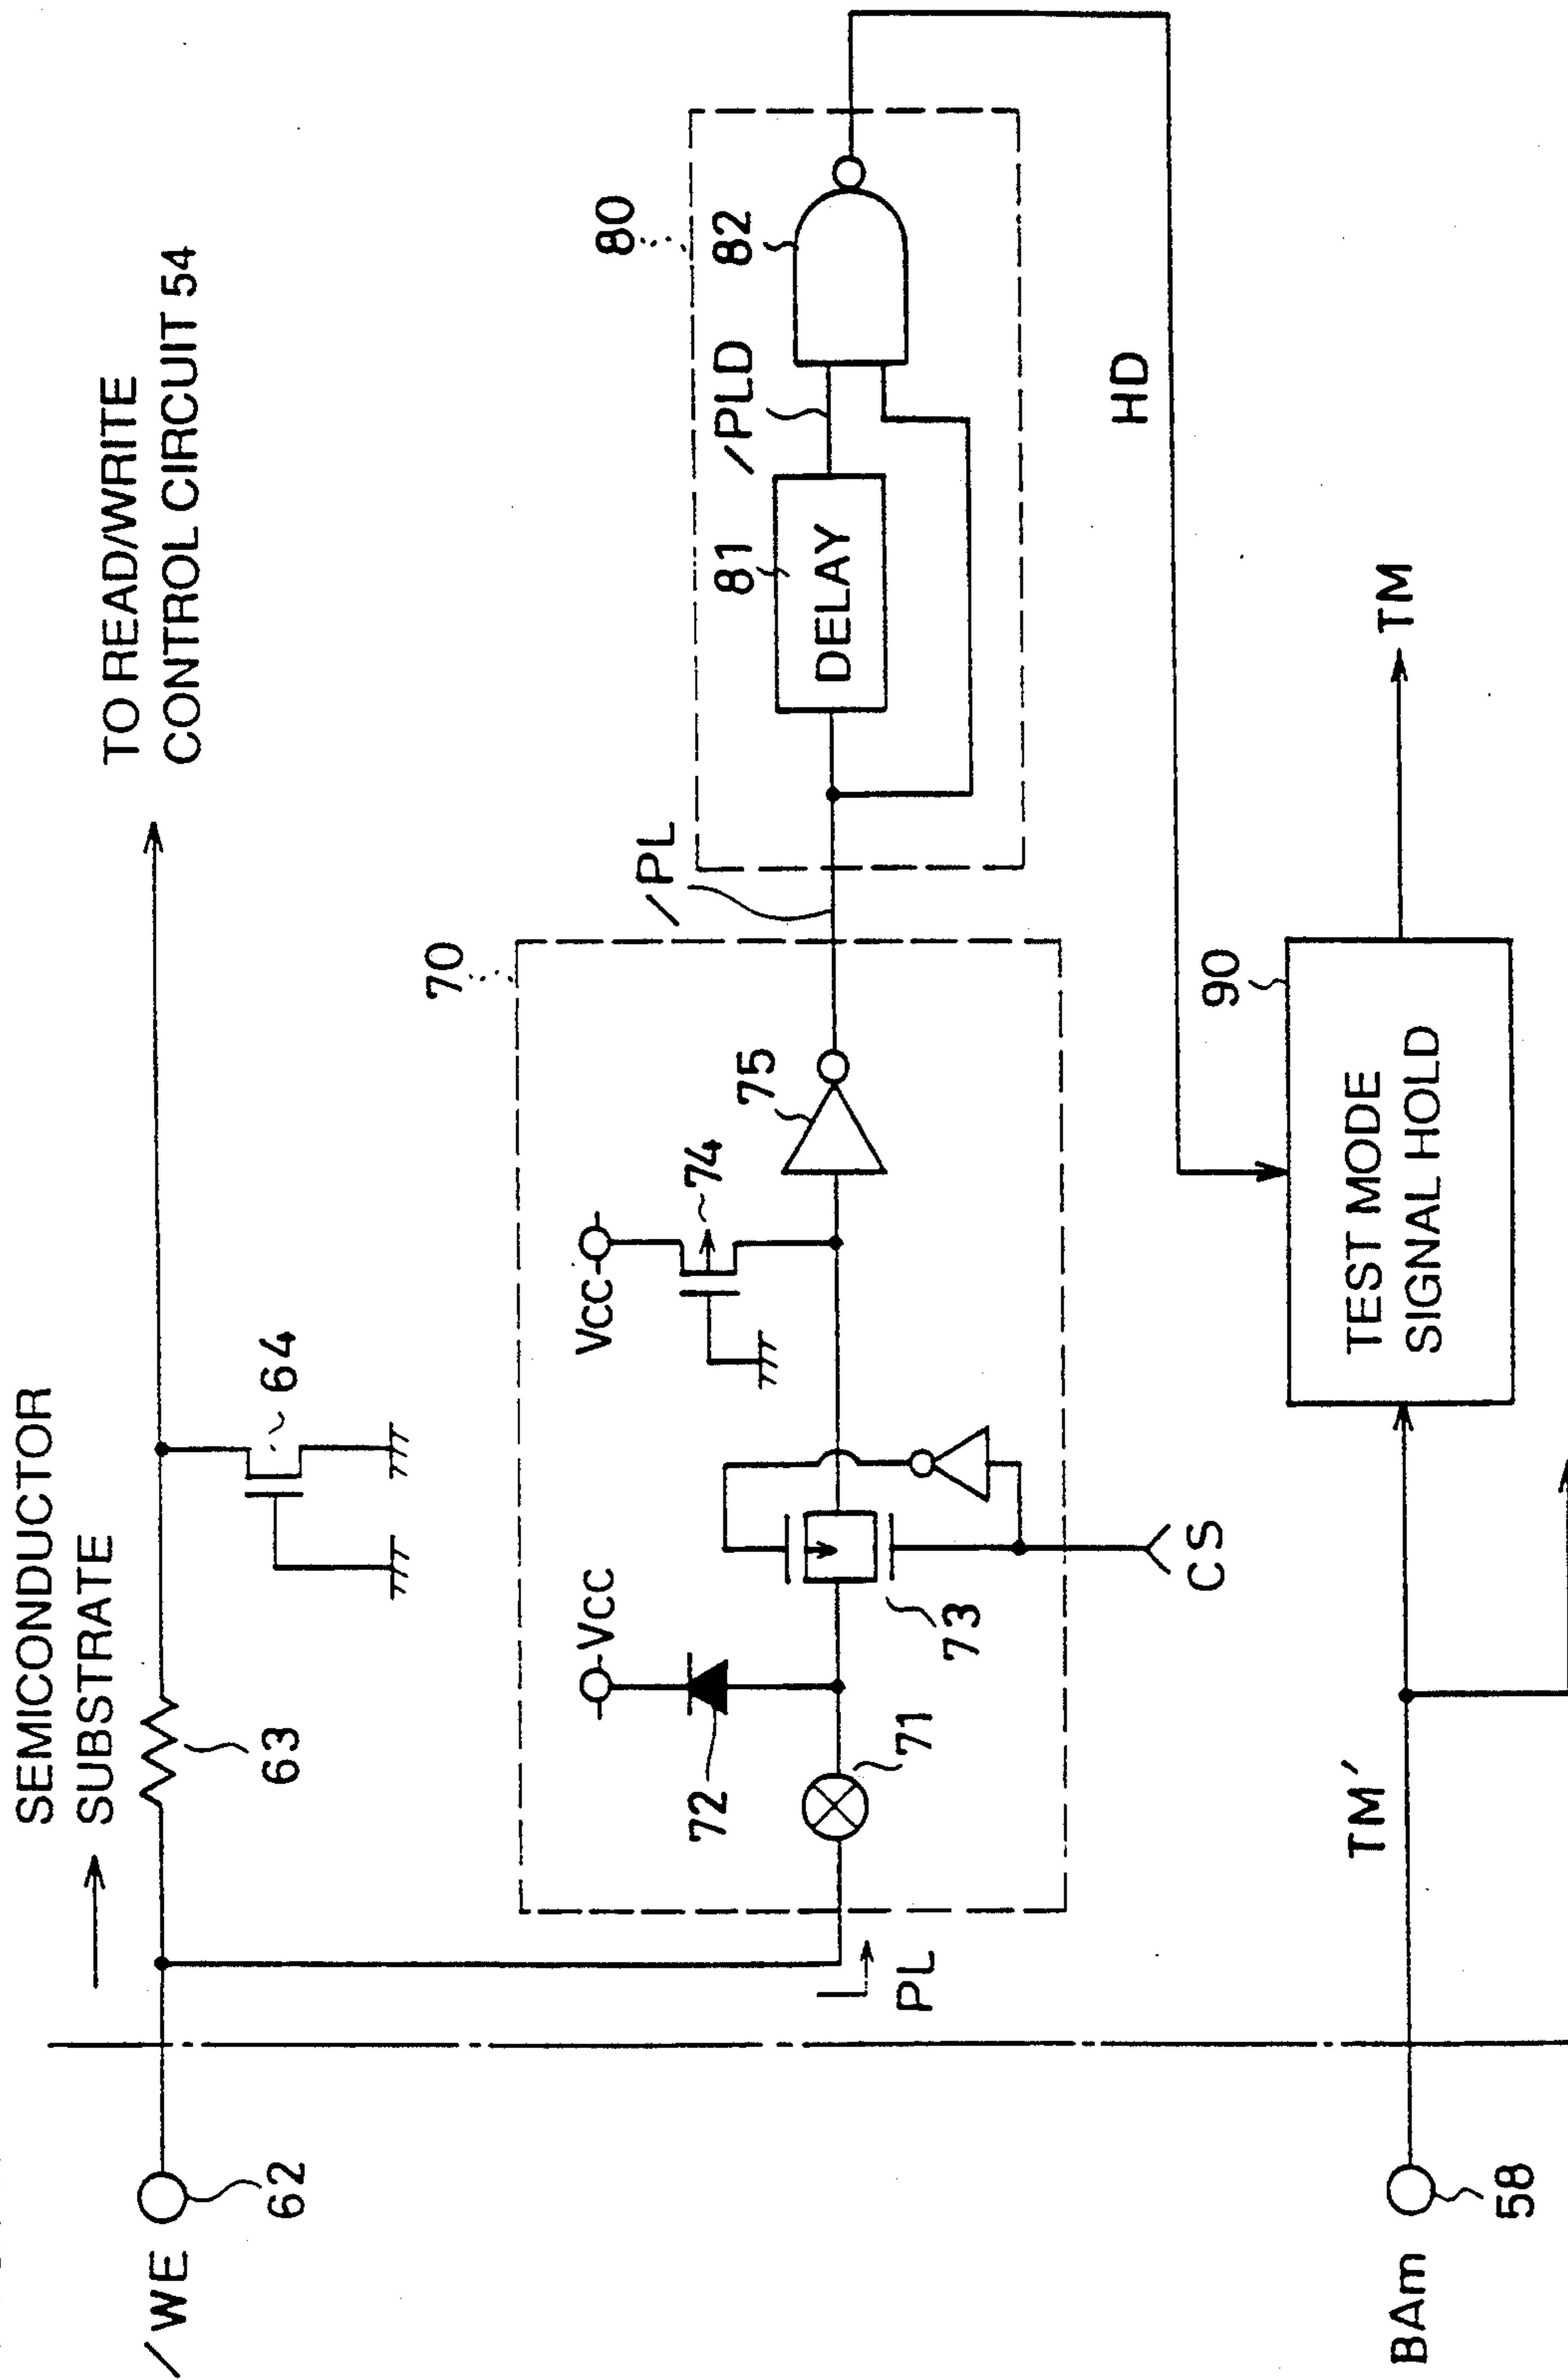 SEMICONDUCTOR
SUBSTRATE
TO READ/WRITE
CONTROL CIRCUIT 54
/WE
62
63
64
70
Vcc
72
71
73
CS
Vcc
74
75
PL
/PL
80
81
DELAY
/PLD
82
HD
BAm
58
TM′
90
TEST MODE
SIGNAL HOLD
TM